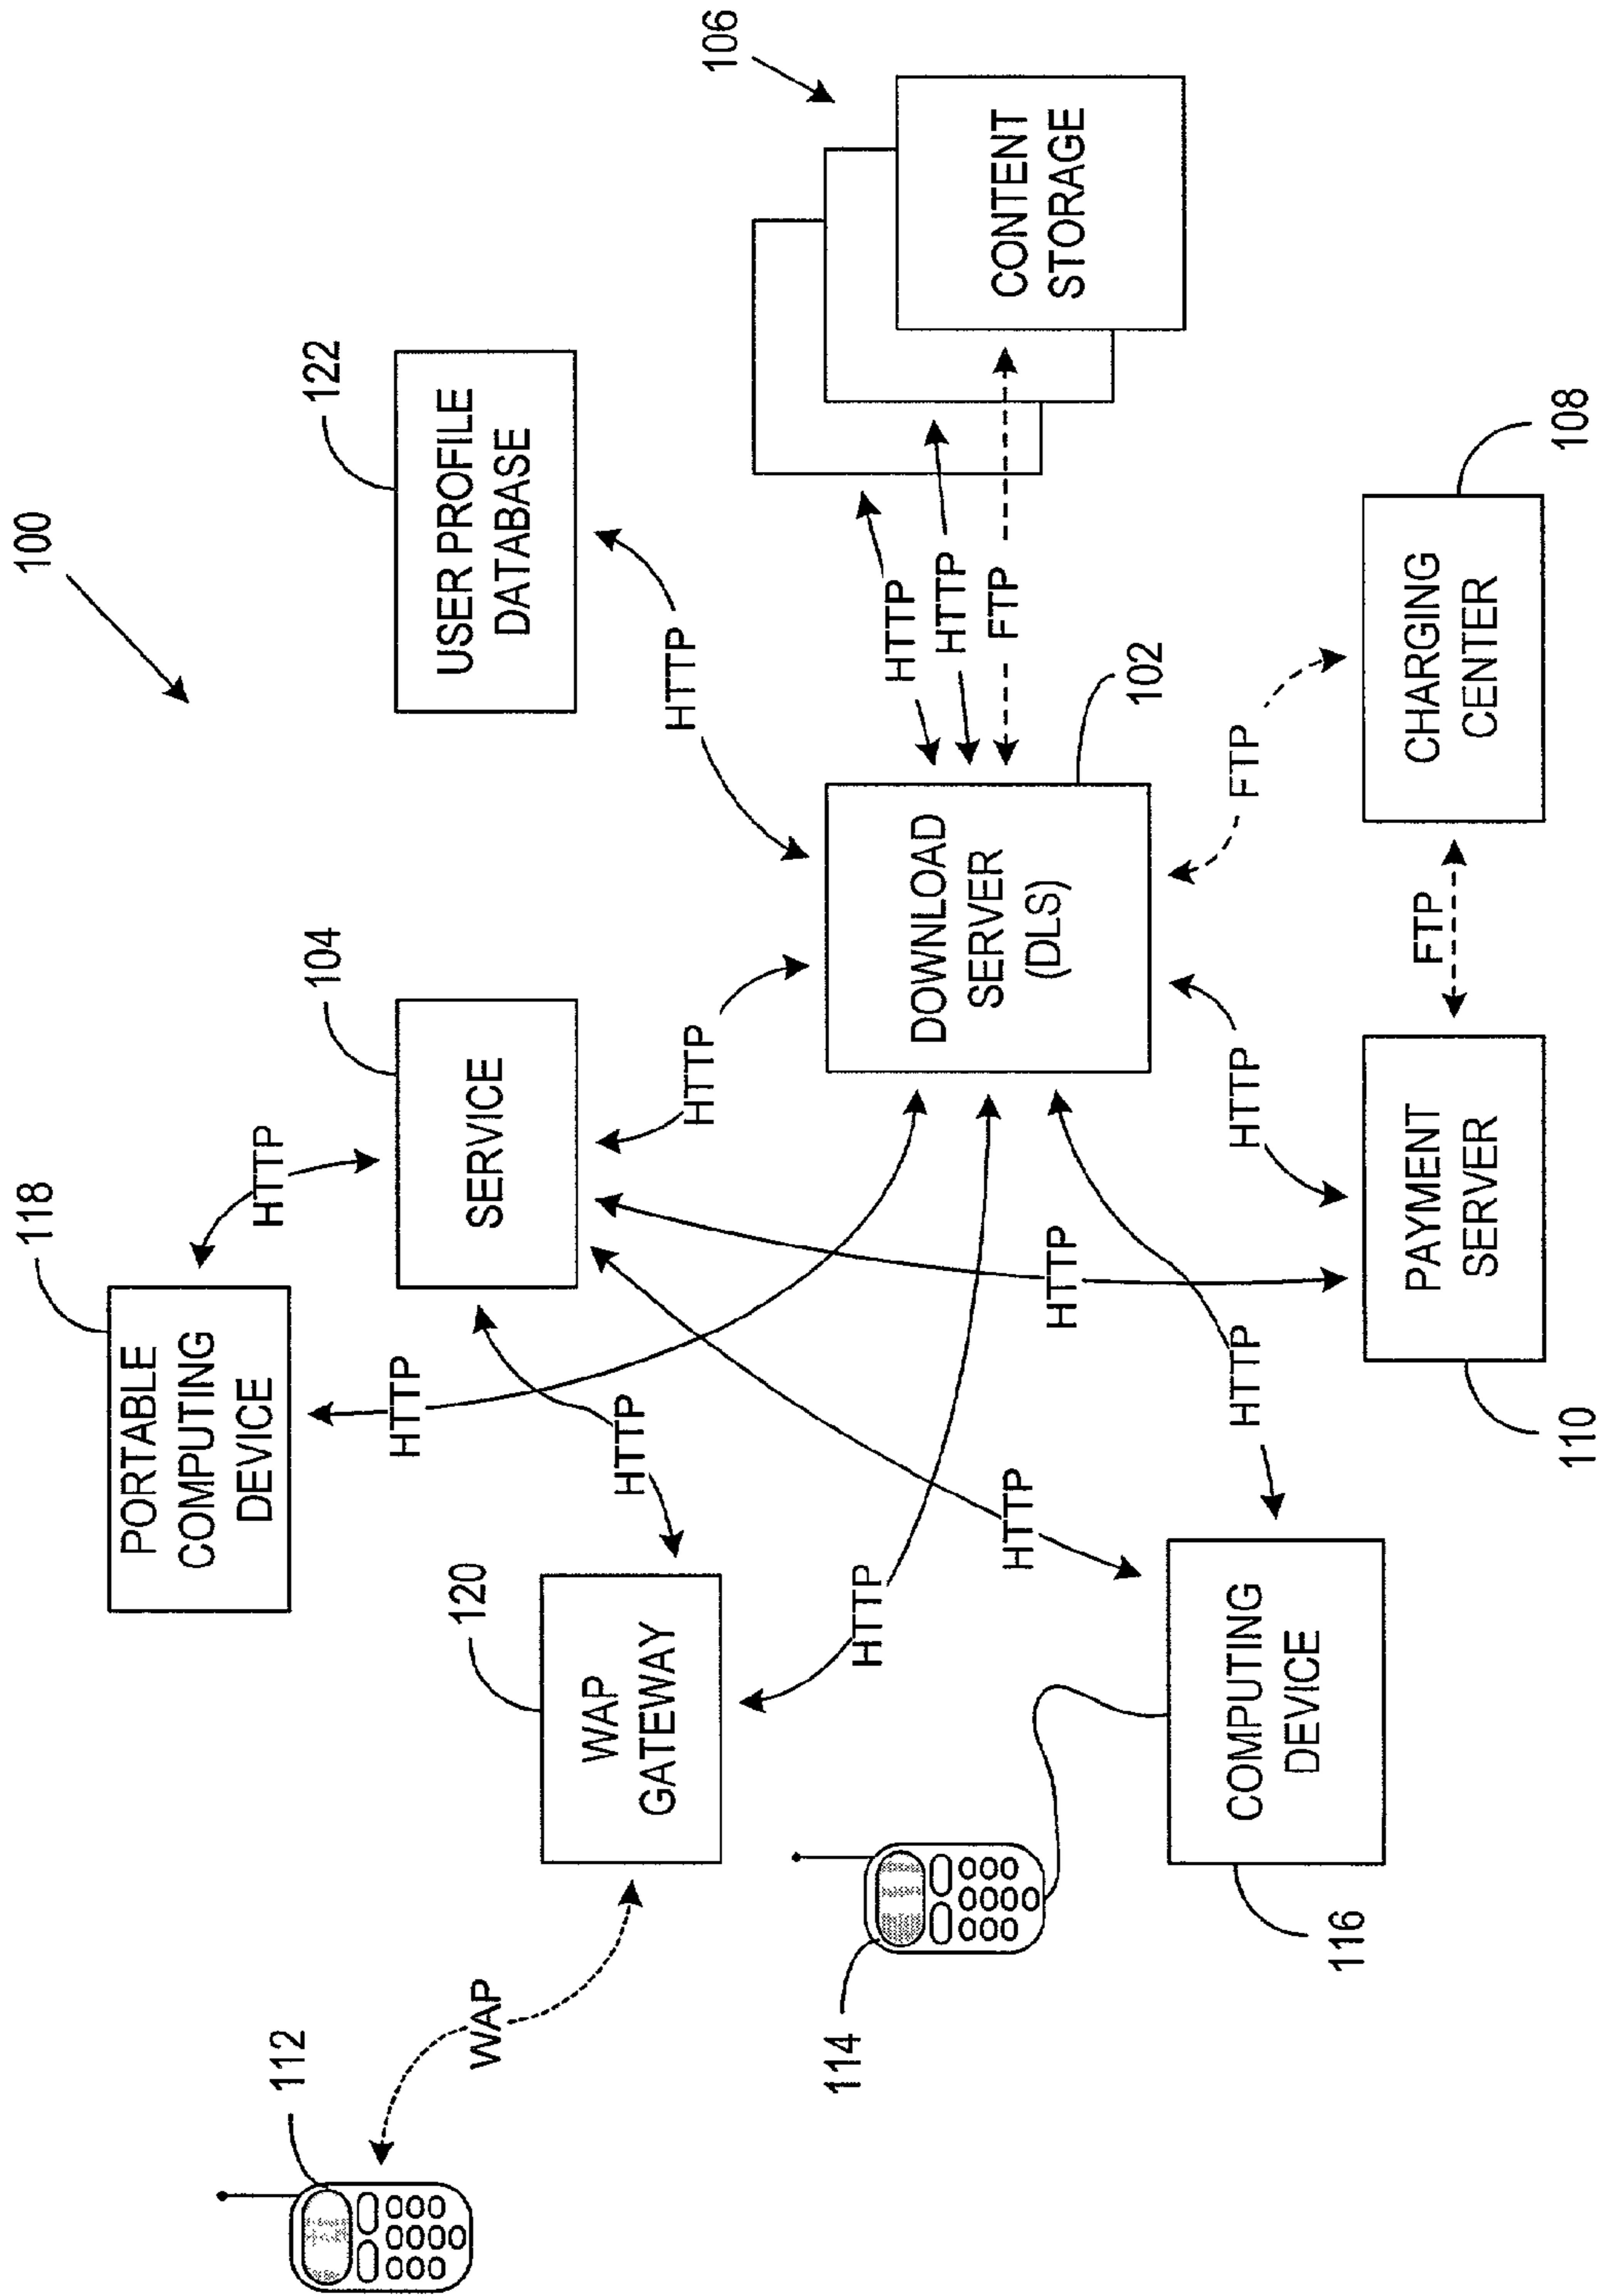 100
118
PORTABLE
COMPUTING
DEVICE
HTTP
104
SERVICE
122
USER PROFILE
DATABASE
112
WAP
120
WAP
GATEWAY
HTTP
HTTP
HTTP
HTTP
106
CONTENT
STORAGE
HTTP
HTTP
FTP
102
DOWNLOAD
SERVER
(DLS)
114
HTTP
HTTP
HTTP
HTTP
HTTP
FTP
116
COMPUTING
DEVICE
110
PAYMENT
SERVER
FTP
108
CHARGING
CENTER